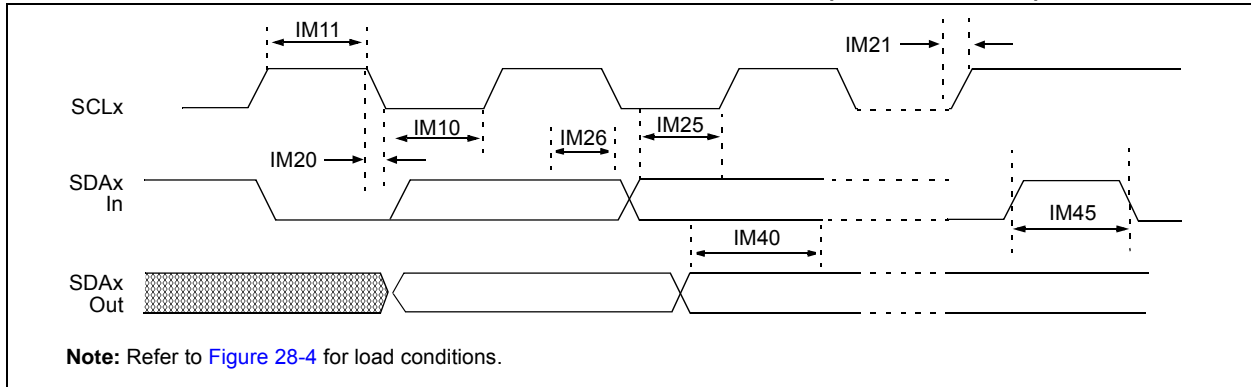 IM11
IM21
SCLx
IM10
IM26
IM25
IM20
SDAx
In
IM45
IM40
SDAx
Out
Note: Refer to Figure 28-4 for load conditions.